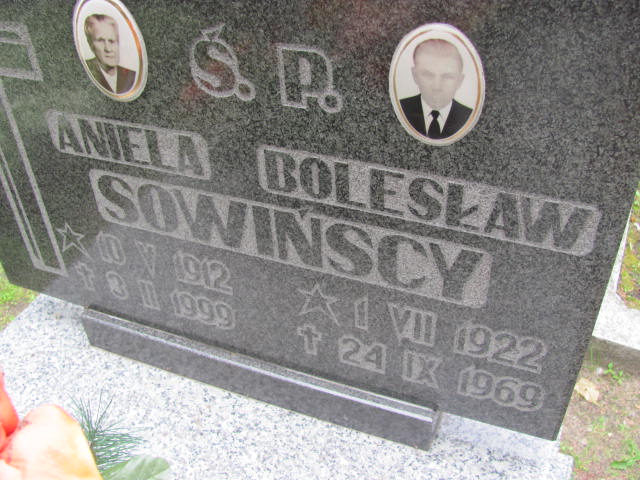 Ś. P.
ANIELA BOLESŁAW
SOWIŃSCY
10 V 1912
3 II 1999
1 VII 1922
24 IX 1969